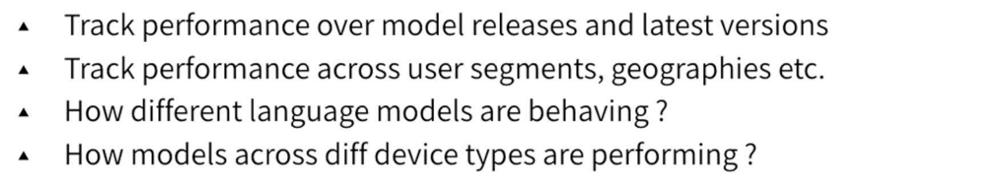 ▲ Track performance over model releases and latest versions
▲ Track performance across user segments, geographies etc.
▲ How different language models are behaving ?
▲ How models across diff device types are performing ?